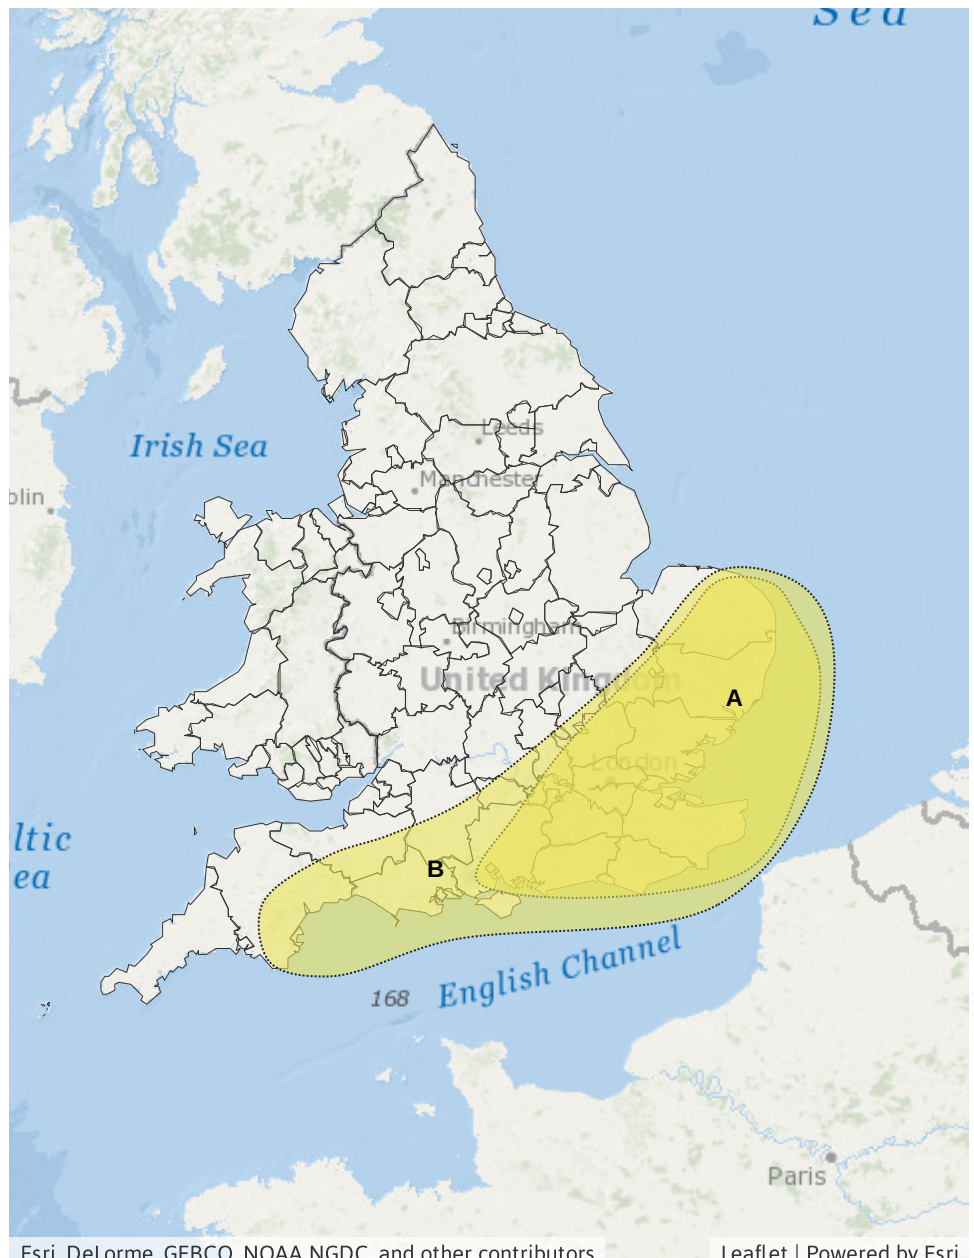 Sea
Leeds
Irish Sea
Manchester
blin
Birmingham
United Kingdom
A
London
ltic
ea
B
English Channel
168
Paris
Esri, DeLorme, GEBCO, NOAA NGDC, and other contributors
Leaflet | Powered by Esri